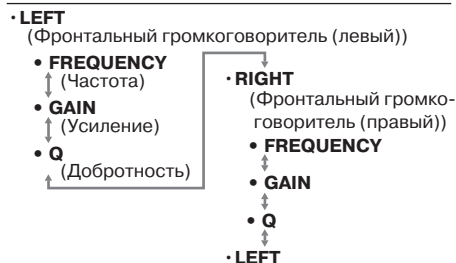 · LEFT
(Фронтальный громкоговоритель (левый))
• FREQUENCY
(Частота)
• GAIN
(Усиление)
• Q
(Добротность)
· RIGHT
(Фронтальный громко-
говоритель (правый))
• FREQUENCY
• GAIN
• Q
· LEFT